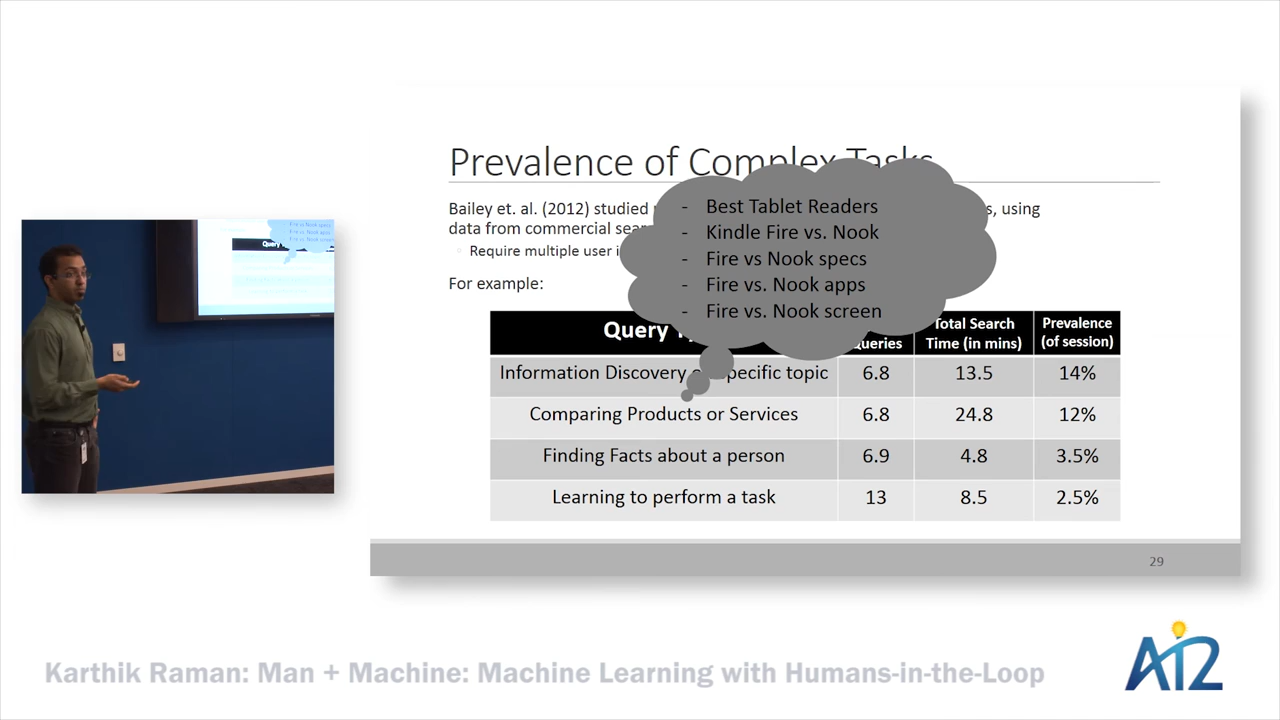 Prevalence of Complex Tasks
Bailey et. al. (2012) studied s, using
data from commercial sear
Require multiple user i
For example:
- Best Tablet Readers
- Kindle Fire vs. Nook
- Fire vs Nook specs
- Fire vs. Nook apps
- Fire vs. Nook screen
Query Queries Total Search Time (in mins) Prevalence (of session)
Information Discovery specific topic 6.8 13.5 14%
Comparing Products or Services 6.8 24.8 12%
Finding Facts about a person 6.9 4.8 3.5%
Learning to perform a task 13 8.5 2.5%
29
Karthik Raman: Man + Machine: Machine Learning with Humans-in-the-Loop
AI2